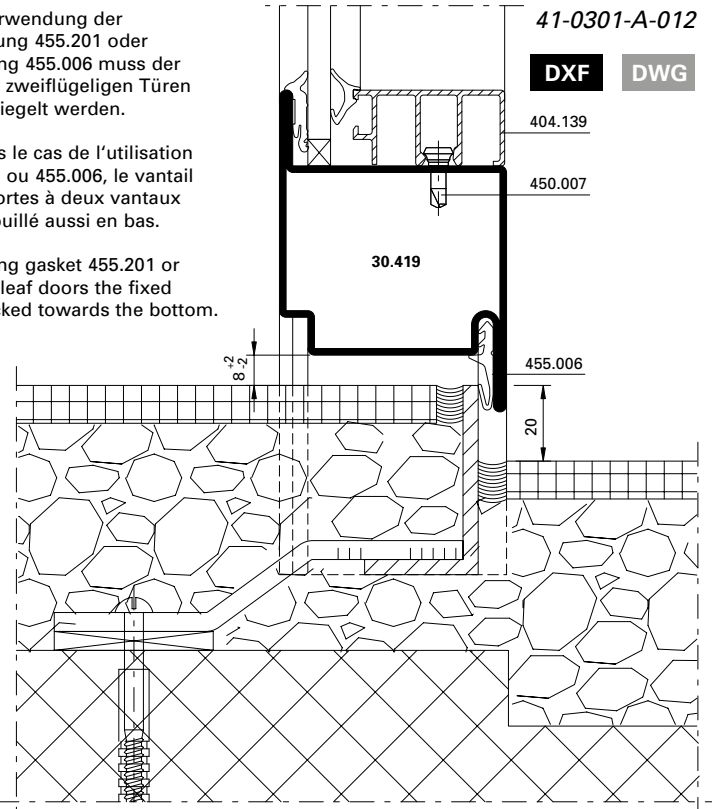 rwendung der
ung 455.201 oder
ng 455.006 muss der
zweiflügeligen Türen
iegelt werden.
s le cas de l'utilisation
ou 455.006, le vantail
ortes à deux vantaux
ouillé aussi en bas.
ng gasket 455.201 or
leaf doors the fixed
cked towards the bottom.
41-0301-A-012
DXF DWG
404.139
450.007
30.419
455.006
8 +2 -2
20